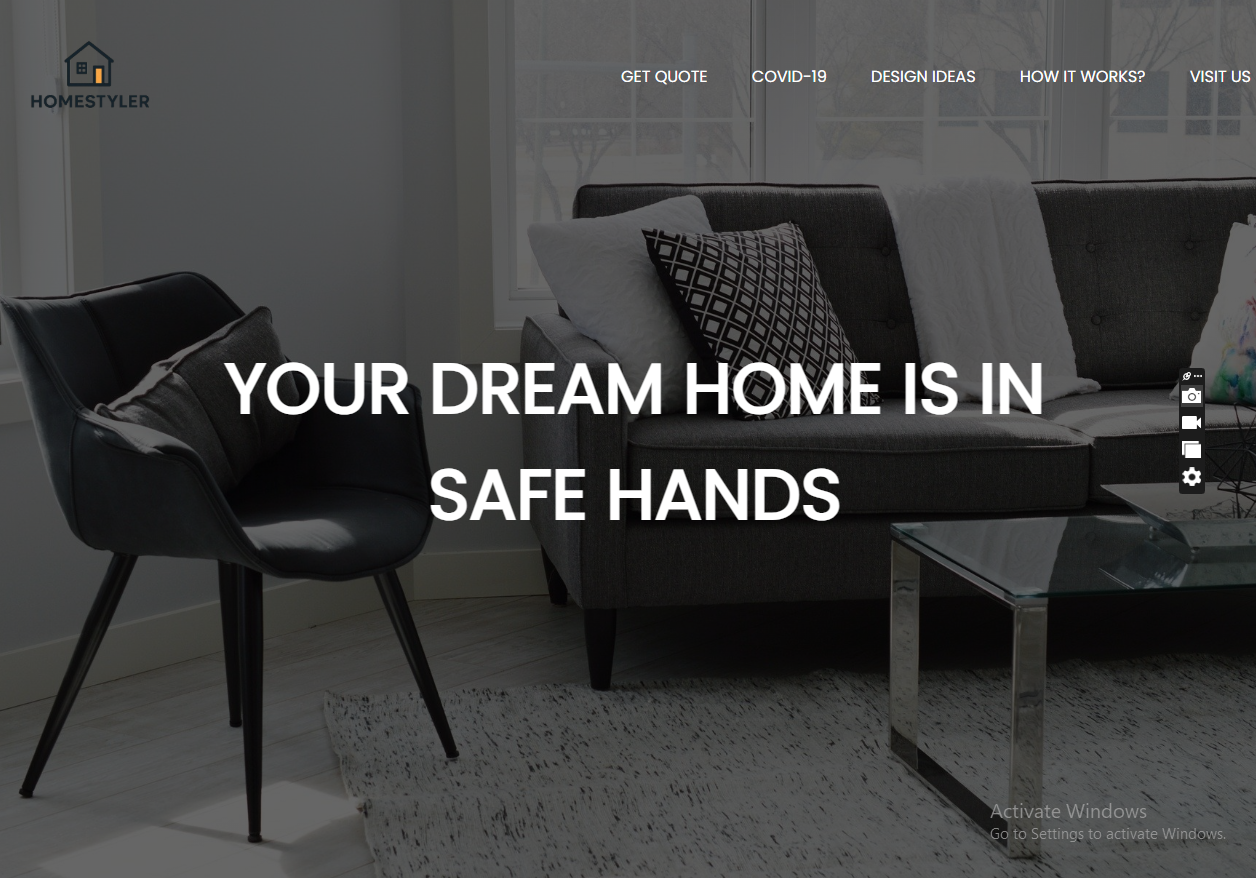 HOMESTYLER
GET QUOTE
COVID-19
DESIGN IDEAS
HOW IT WORKS?
VISIT US
YOUR DREAM HOME IS IN
SAFE HANDS
Activate Windows
Go to Settings to activate Windows.